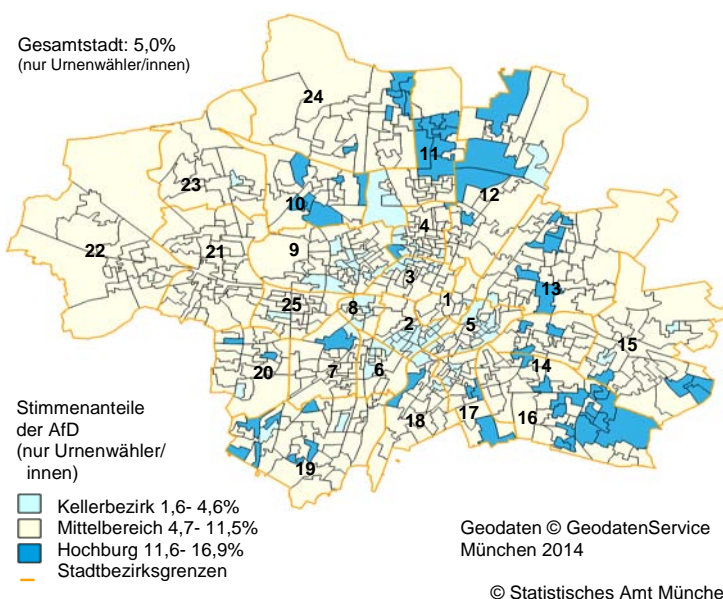 Gesamtstadt: 5,0%
(nur Urnenwähler/innen)
24
11
23
10
12
4
22
21
9
3
13
25
8
1
2
5
15
20
7
6
14
18
17
16
19
Stimmenanteile
der AfD
(nur Urnenwähler/
innen)
Kellerbezirk 1,6- 4,6%
Mittelbereich 4,7- 11,5%
Hochburg 11,6- 16,9%
Stadtbezirksgrenzen
Geodaten © GeodatenService
München 2014
© Statistisches Amt Münche